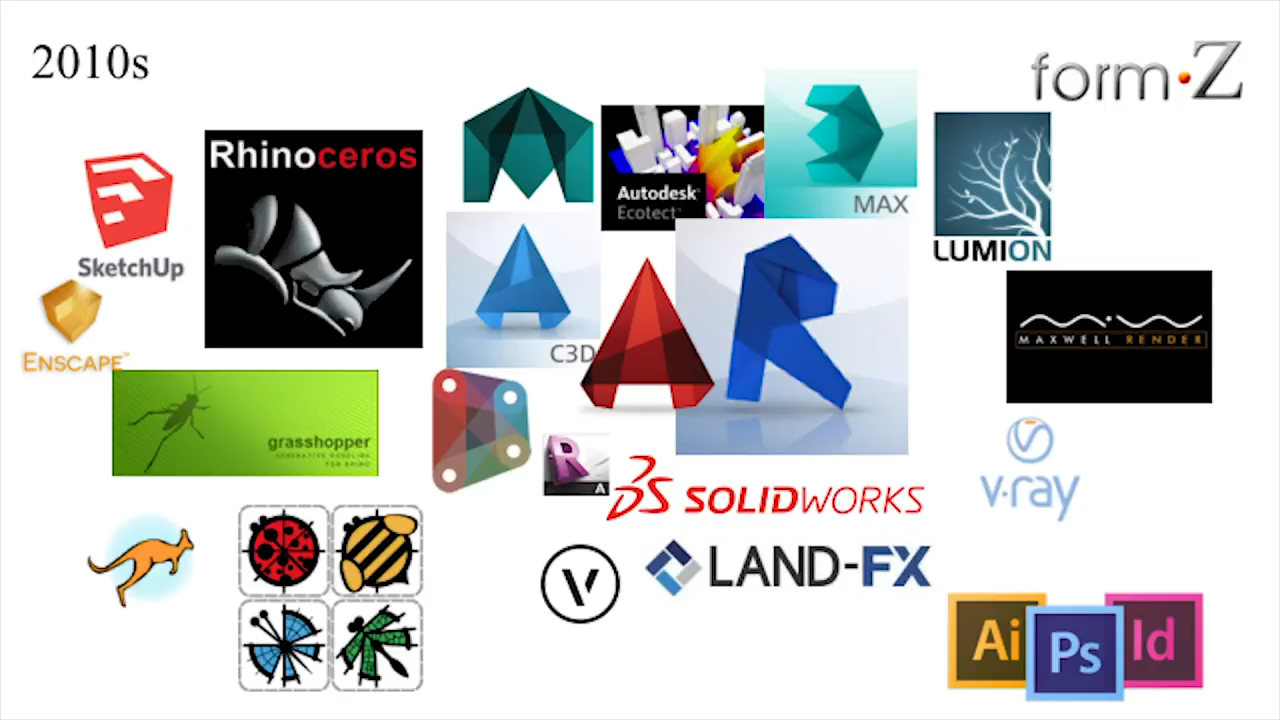 2010s
form·Z
Rhinoceros
Autodesk
Ecotect
MAX
SketchUp
LUMION
ENSCAPE™
C3D
MAXWELL RENDER
grasshopper
GENERATIVE MODELING
FOR RHINO
R
A
SOLIDWORKS
v·ray
V
LAND-FX
Ai
Ps
Id